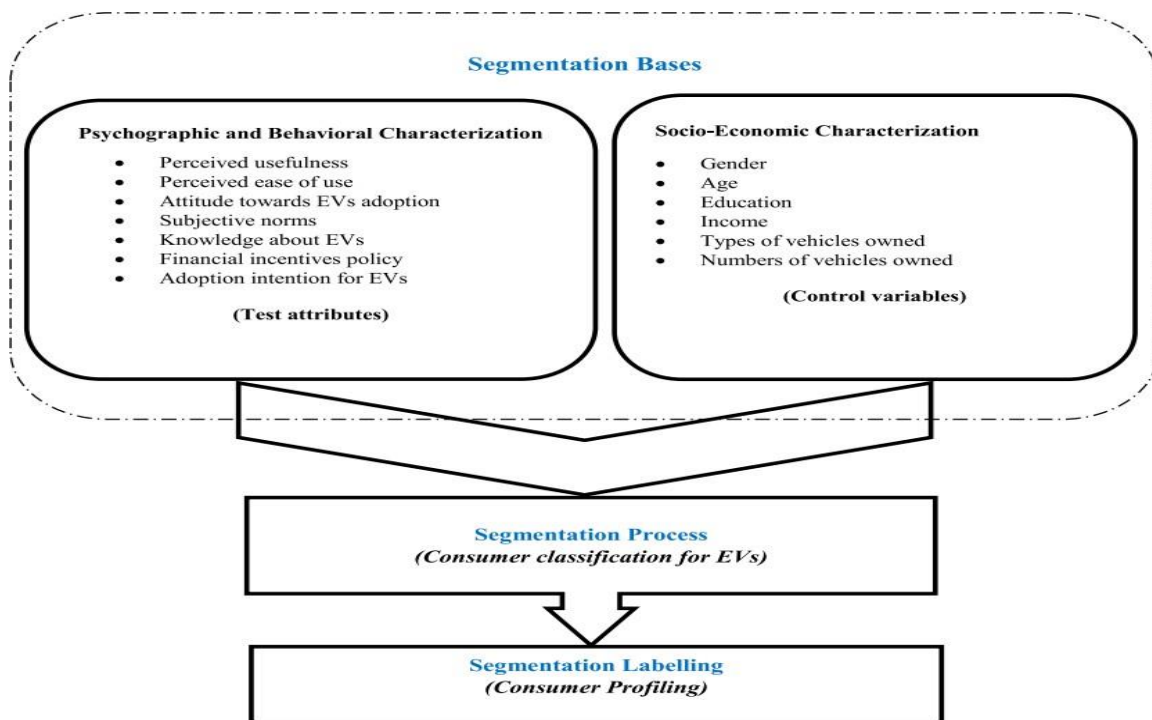 Segmentation Bases
Psychographic and Behavioral Characterization
• Perceived usefulness
• Perceived ease of use
• Attitude towards EVs adoption
• Subjective norms
• Knowledge about EVs
• Financial incentives policy
• Adoption intention for EVs
(Test attributes)
Socio-Economic Characterization
• Gender
• Age
• Education
• Income
• Types of vehicles owned
• Numbers of vehicles owned
(Control variables)
Segmentation Process
(Consumer classification for EVs)
Segmentation Labelling
(Consumer Profiling)